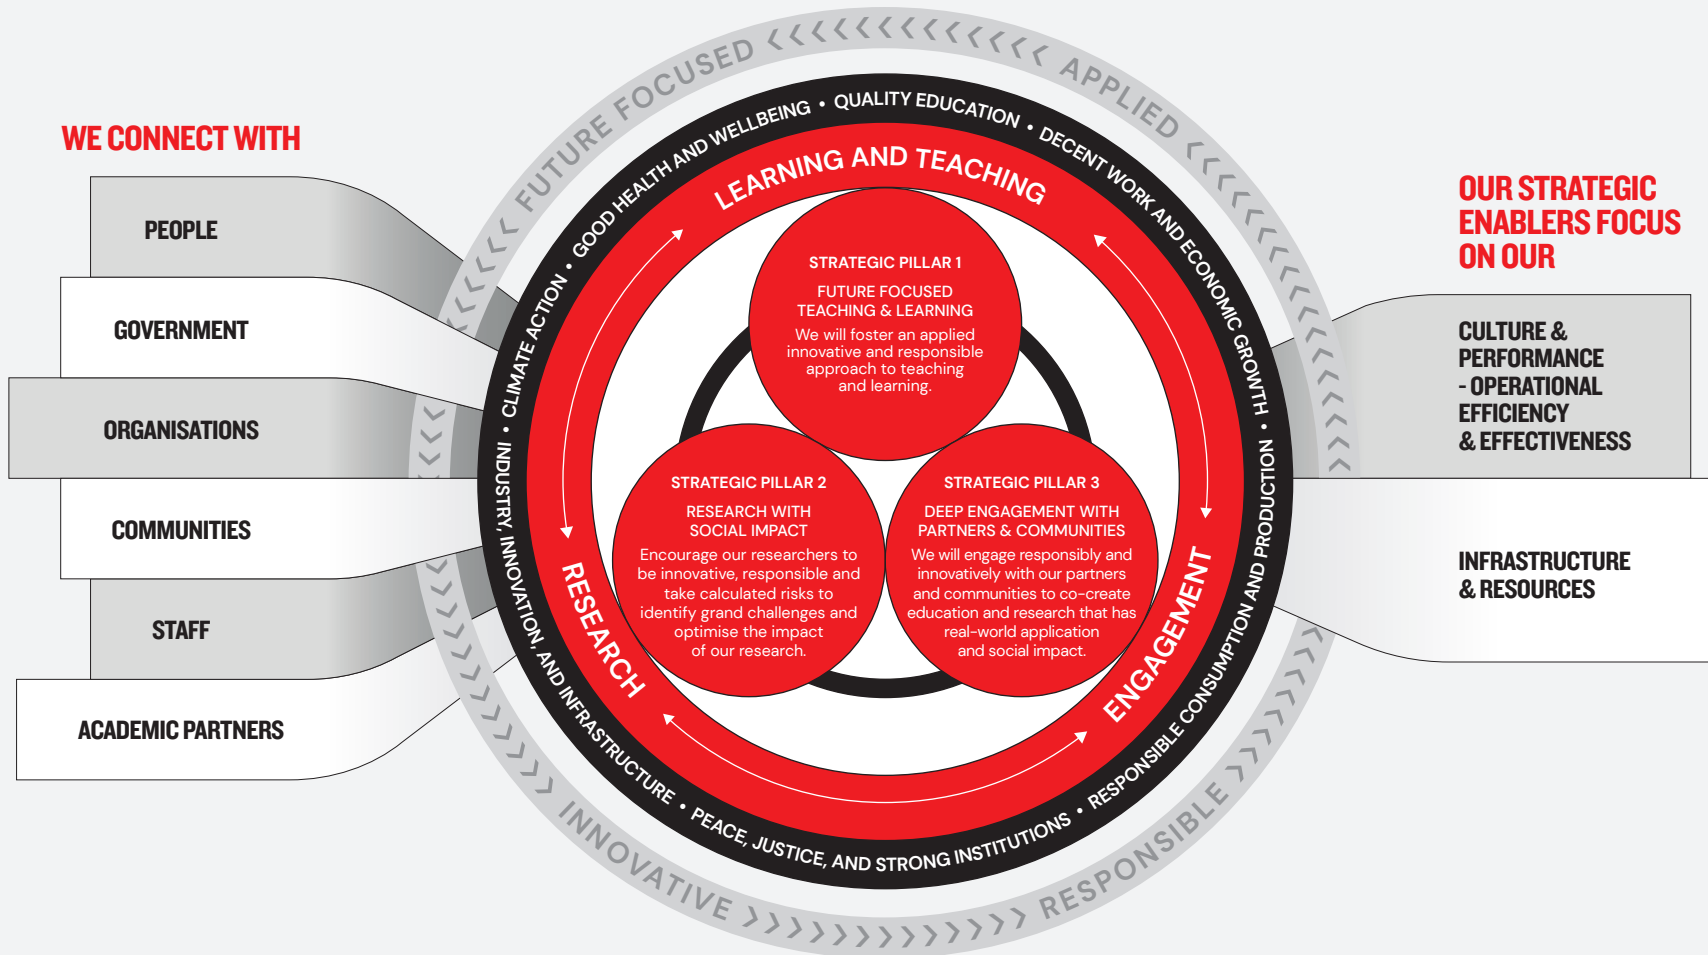 WE CONNECT WITH
PEOPLE
GOVERNMENT
ORGANISATIONS
COMMUNITIES
STAFF
ACADEMIC PARTNERS
FUTURE FOCUSED
APPLIED
INNOVATIVE
RESPONSIBLE
CLIMATE ACTION • GOOD HEALTH AND WELLBEING • QUALITY EDUCATION • DECENT WORK AND ECONOMIC GROWTH •
INDUSTRY, INNOVATION, AND INFRASTRUCTURE • PEACE, JUSTICE, AND STRONG INSTITUTIONS • RESPONSIBLE CONSUMPTION AND PRODUCTION •
LEARNING AND TEACHING
RESEARCH
ENGAGEMENT
STRATEGIC PILLAR 1
FUTURE FOCUSED
TEACHING & LEARNING
We will foster an applied
innovative and responsible
approach to teaching
and learning.
STRATEGIC PILLAR 2
RESEARCH WITH
SOCIAL IMPACT
Encourage our researchers to
be innovative, responsible and
take calculated risks to
identify grand challenges and
optimise the impact
of our research.
STRATEGIC PILLAR 3
DEEP ENGAGEMENT WITH
PARTNERS & COMMUNITIES
We will engage responsibly and
innovatively with our partners
and communities to co-create
education and research that has
real-world application
and social impact.
OUR STRATEGIC
ENABLERS FOCUS
ON OUR
CULTURE &
PERFORMANCE
- OPERATIONAL
EFFICIENCY
& EFFECTIVENESS
INFRASTRUCTURE
& RESOURCES